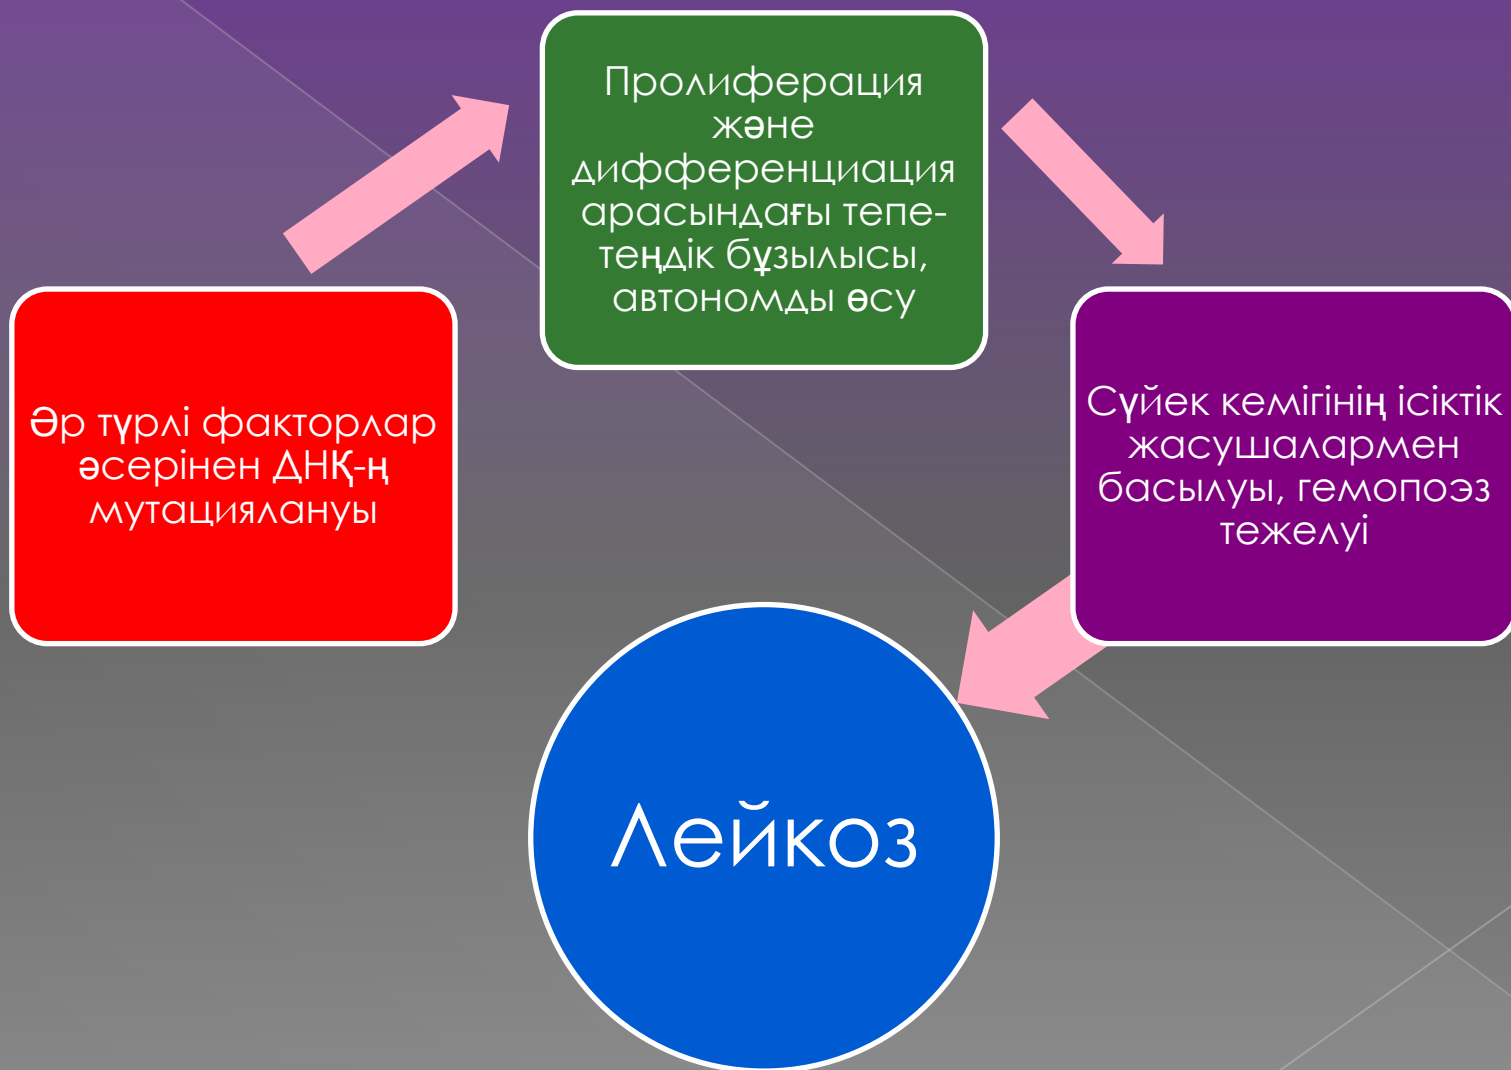 Пролиферация
және
дифференциация
арасындағы тепе-
теңдік бұзылысы,
автономды өсу
Әр түрлі факторлар
әсерінен ДНҚ-ң
мутациялануы
Сүйек кемігінің ісіктік
жасушалармен
басылуы, гемопоэз
тежелуі
Лейкоз